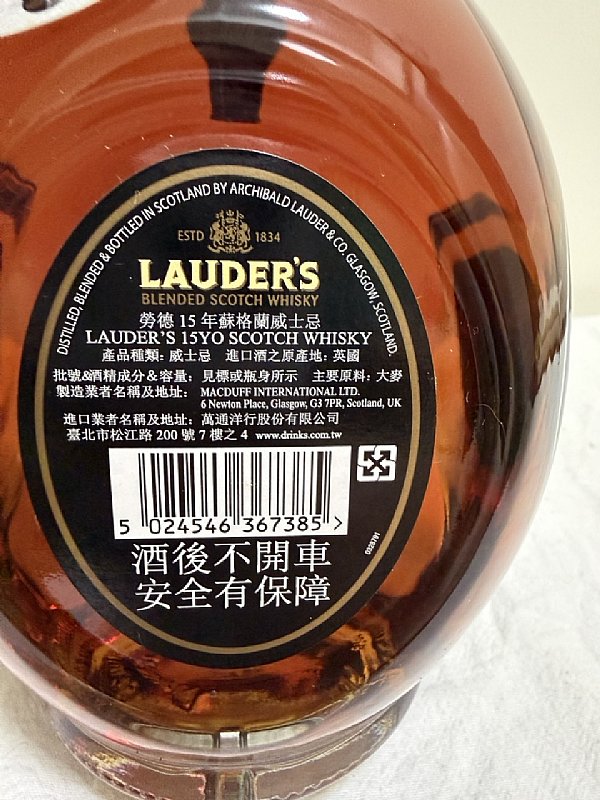 DISTILLED, BLENDED & BOTTLED IN SCOTLAND BY ARCHIBALD LAUDER & CO. GLASGOW, SCOTLAND.
ESTD 1834
LAUDER'S
BLENDED SCOTCH WHISKY
勞德 15 年蘇格蘭威士忌
LAUDER'S 15YO SCOTCH WHISKY
產品種類: 威士忌 進口酒之原產地: 英國
批號&酒精成分&容量: 見標或瓶身所示 主要原料: 大麥
製造業者名稱及地址: MACDUFF INTERNATIONAL LTD.
6 Newton Place, Glasgow, G3 7PR, Scotland, UK
進口業者名稱及地址: 萬通洋行股份有限公司
臺北市松江路 200 號 7 樓之 4 www.drinks.com.tw
5 024546 367385 >
酒後不開車
安全有保障